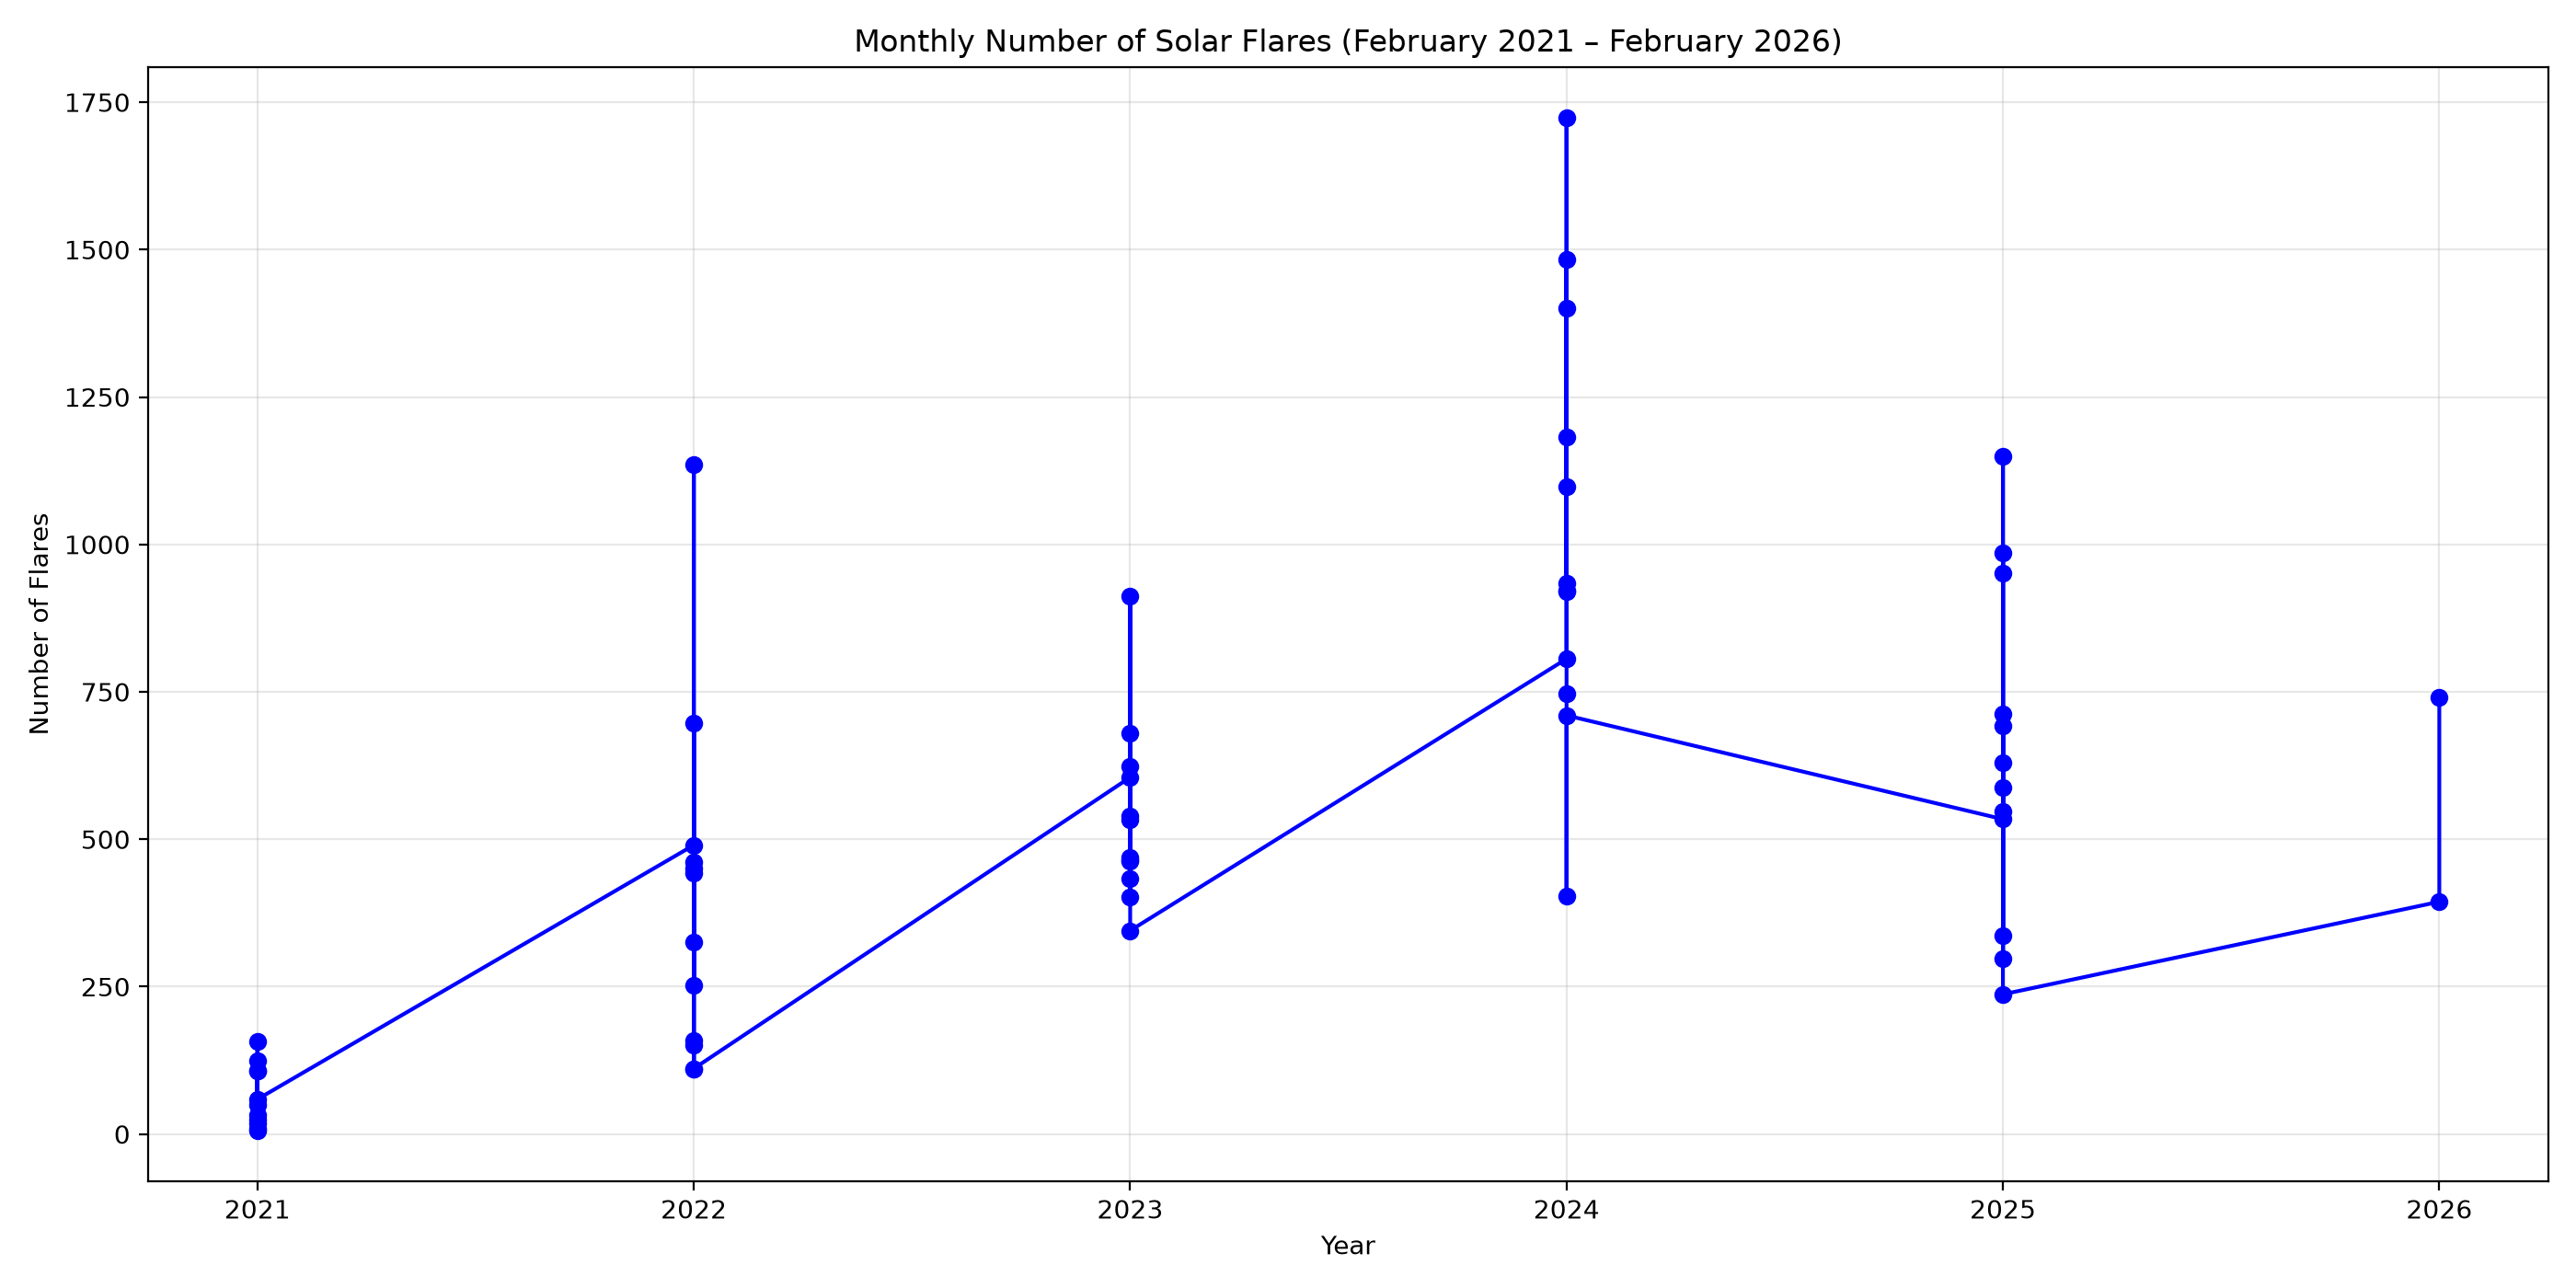 Monthly Number of Solar Flares (February 2021 – February 2026)
1750
1500
1250
1000
750
500
250
0
Number of Flares
2021 2022 2023 2024 2025 2026
Year